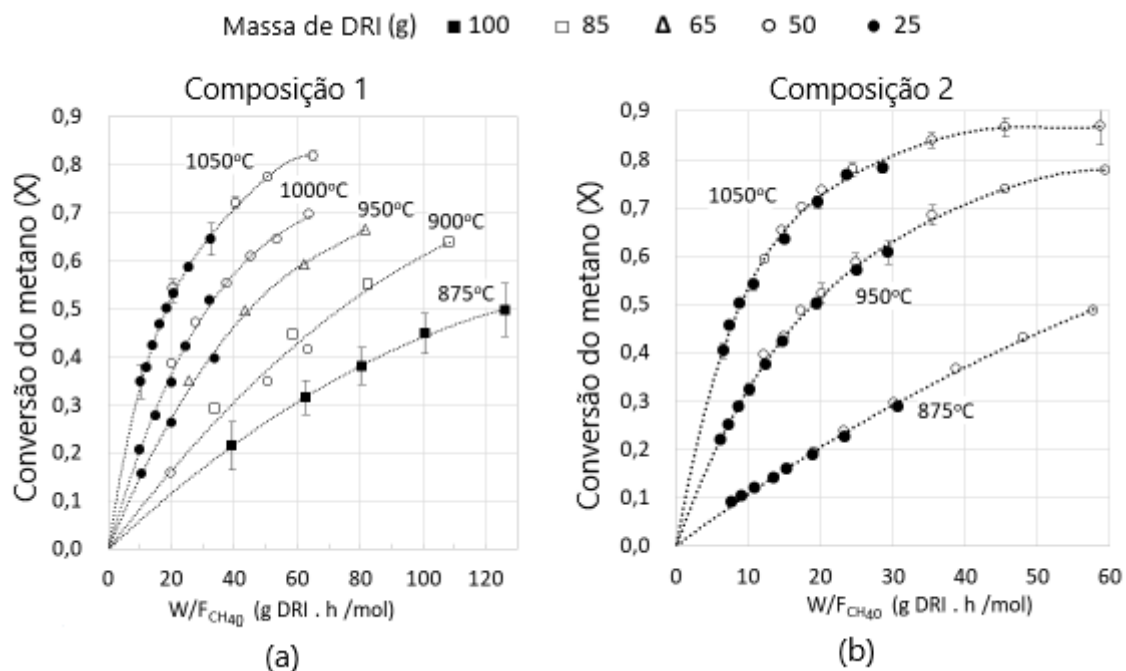 Massa de DRI (g) ■ 100 □ 85 Δ 65 ○ 50 ● 25
Composição 1
Conversão do metano (X)
0,9
0,8
0,7
0,6
0,5
0,4
0,3
0,2
0,1
0,0
1050ºC
1000ºC
950ºC
900ºC
875ºC
0 20 40 60 80 100 120
W/F_CH40 (g DRI . h /mol)
(a)
Composição 2
Conversão do metano (X)
0,9
0,8
0,7
0,6
0,5
0,4
0,3
0,2
0,1
0,0
1050ºC
950ºC
875ºC
0 10 20 30 40 50 60
W/F_CH40 (g DRI . h /mol)
(b)